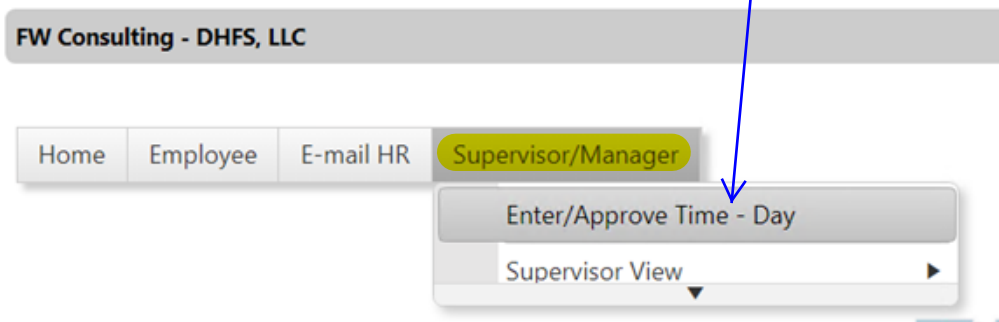 FW Consulting - DHFS, LLC
Home Employee E-mail HR Supervisor/Manager
Enter/Approve Time - Day
Supervisor View